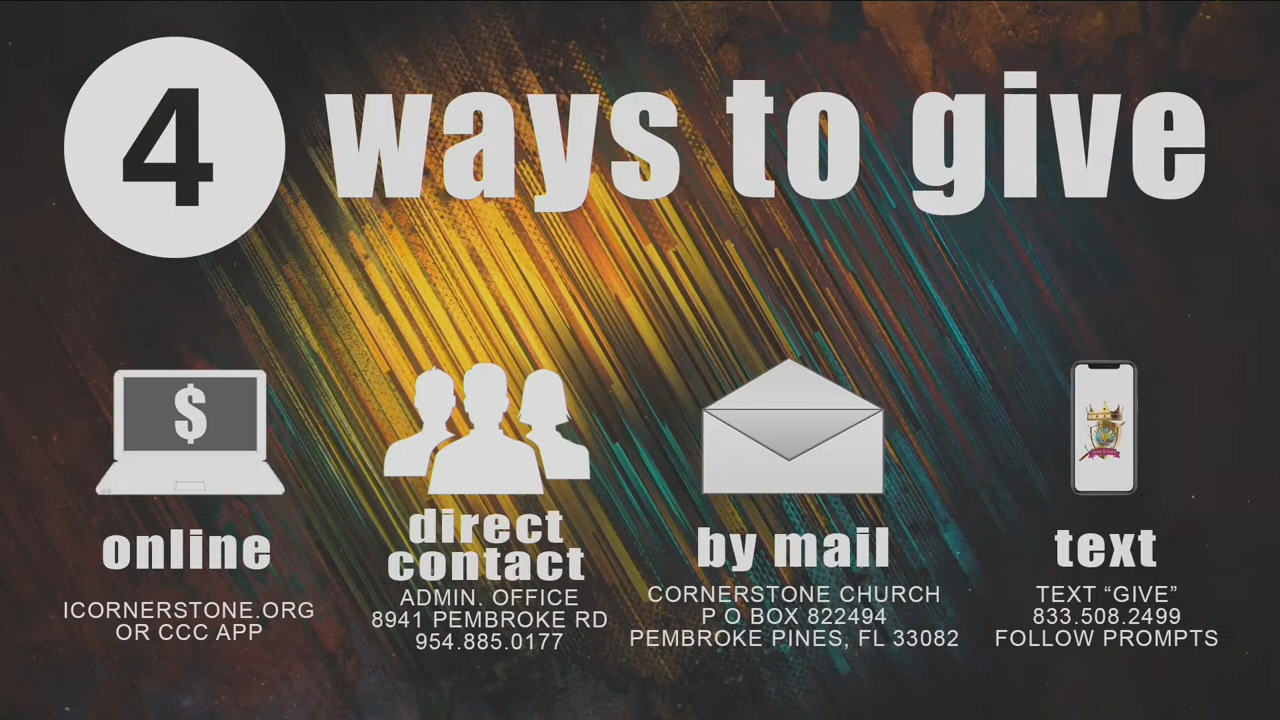 4 ways to give
$
online
ICORNERSTONE.ORG
OR CCC APP
direct
contact
ADMIN. OFFICE
8941 PEMBROKE RD
954.885.0177
by mail
CORNERSTONE CHURCH
P O BOX 822494
PEMBROKE PINES, FL 33082
text
TEXT “GIVE”
833.508.2499
FOLLOW PROMPTS